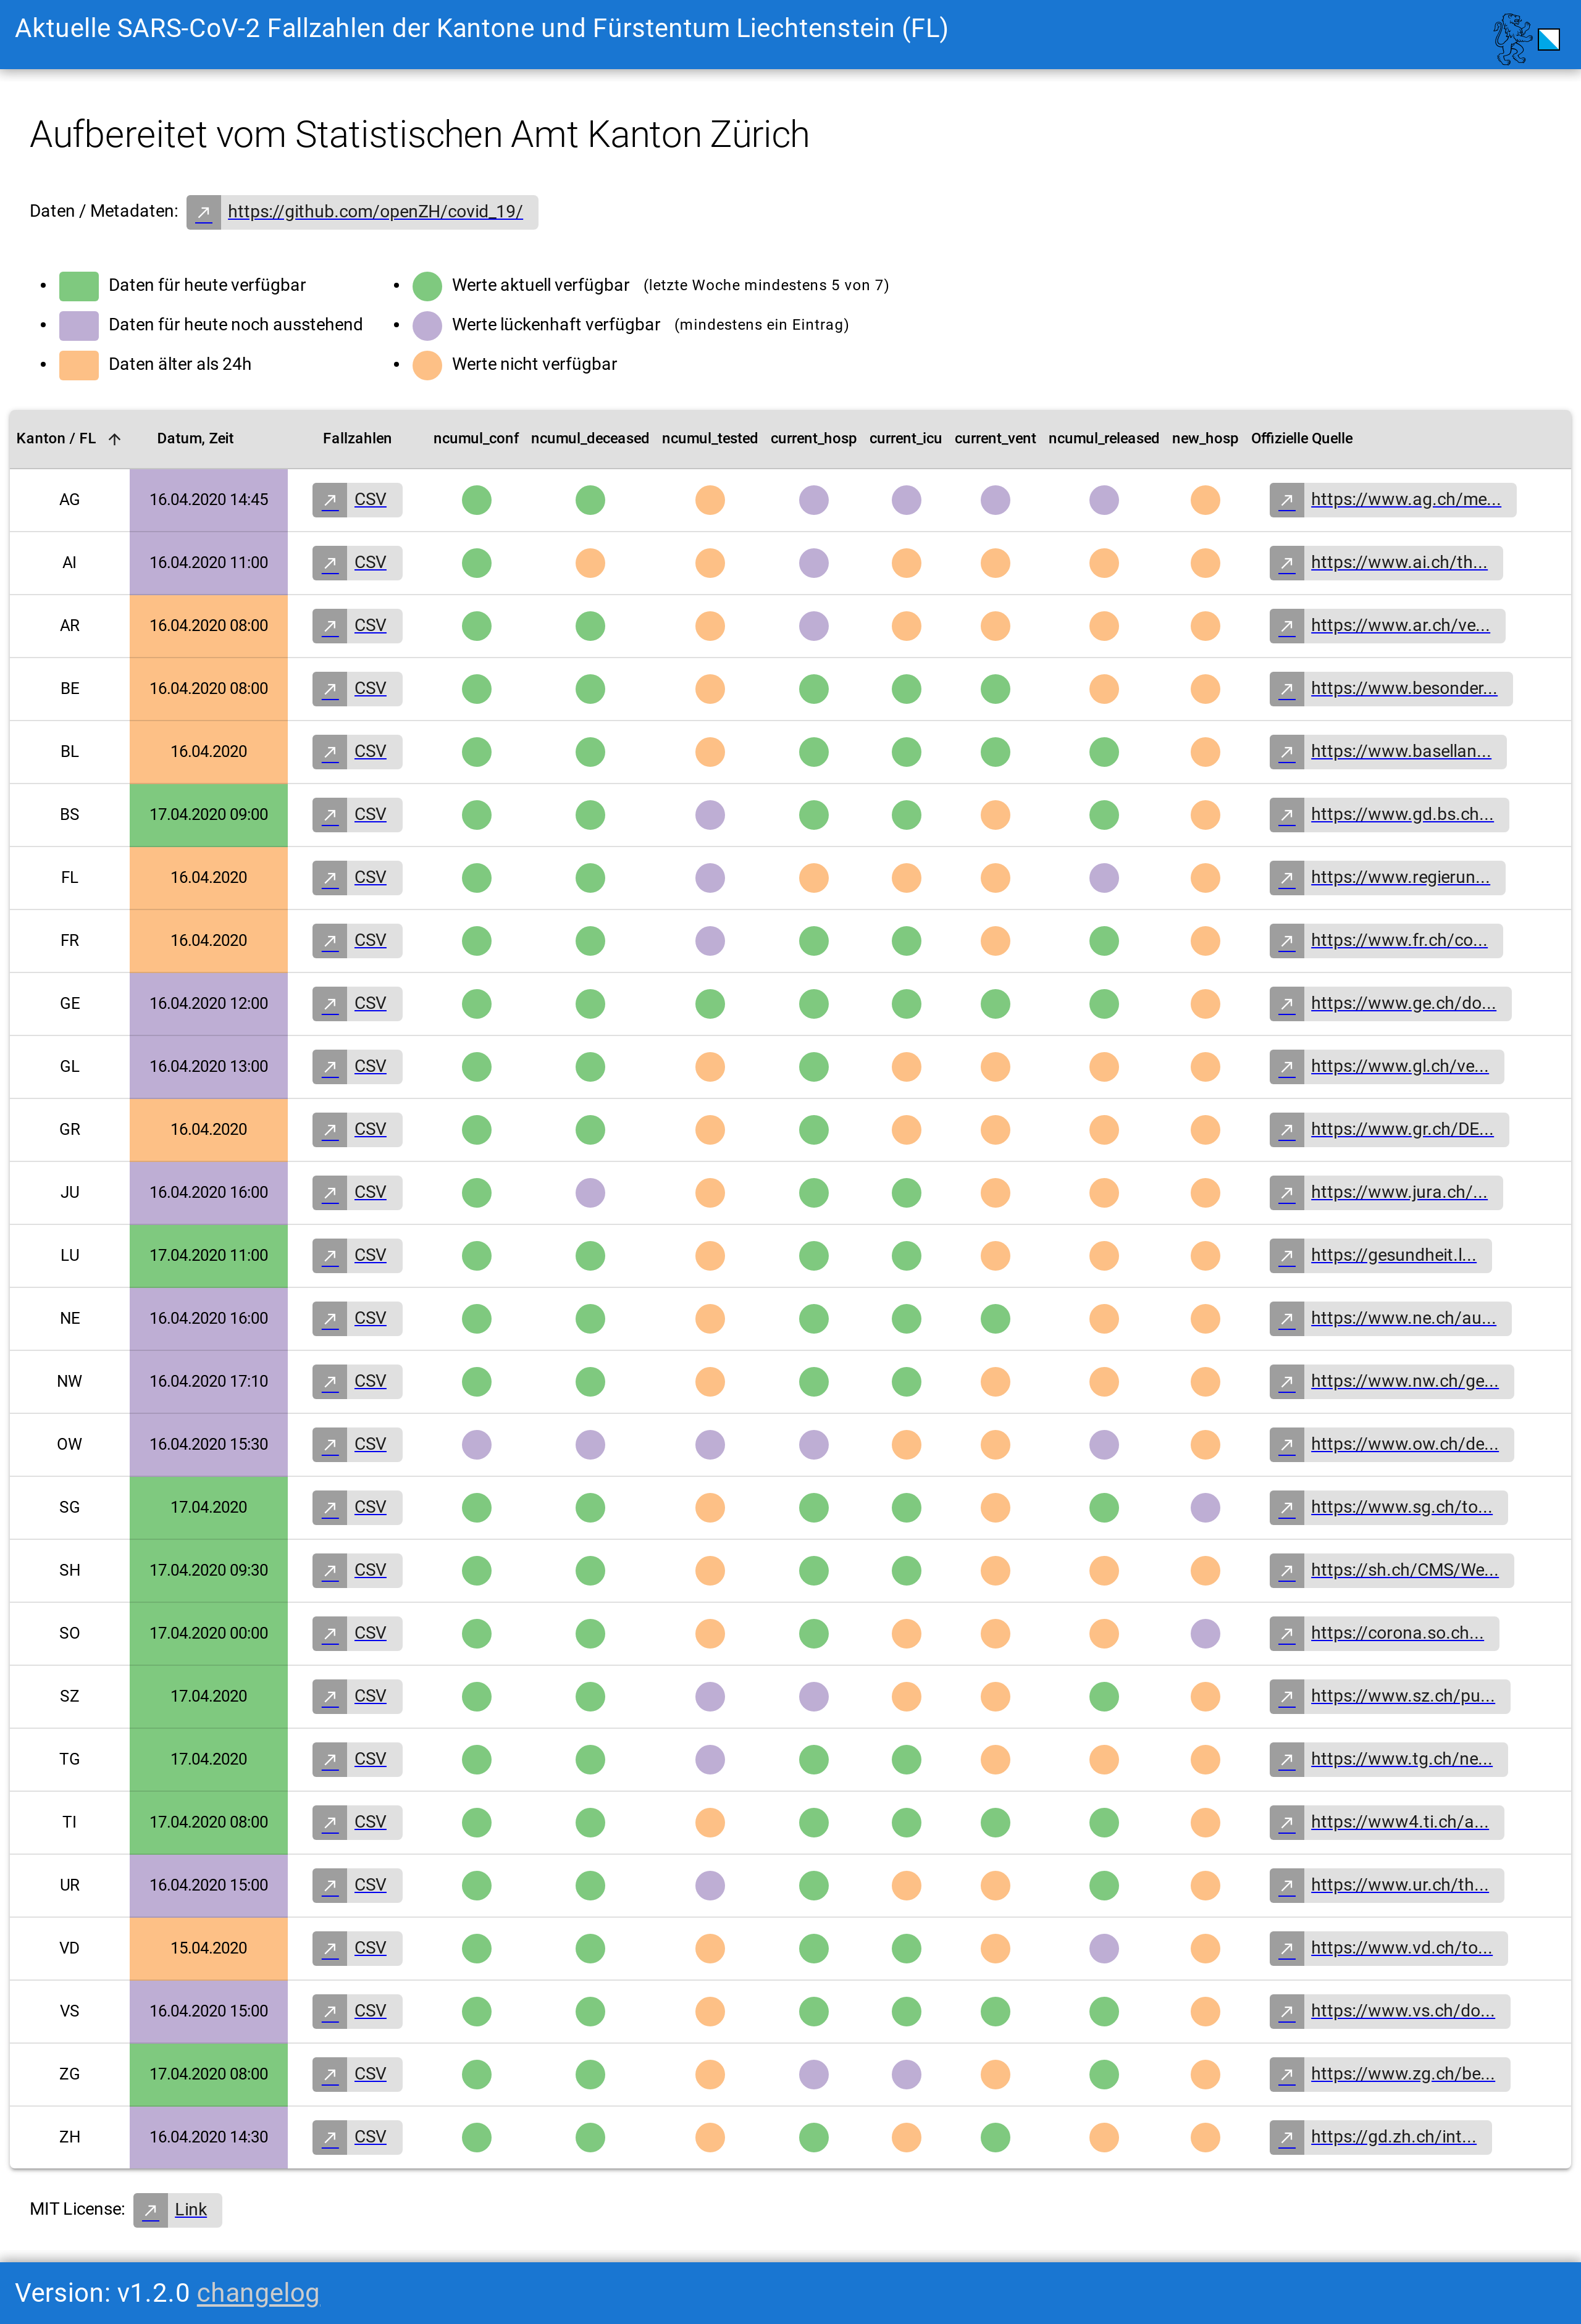 Aktuelle SARS-CoV-2 Fallzahlen der Kantone und Fürstentum Liechtenstein (FL)
Aufbereitet vom Statistischen Amt Kanton Zürich
Daten / Metadaten: https://github.com/openZH/covid_19/
Daten für heute verfügbar
Daten für heute noch ausstehend
Daten älter als 24h
Werte aktuell verfügbar (letzte Woche mindestens 5 von 7)
Werte lückenhaft verfügbar (mindestens ein Eintrag)
Werte nicht verfügbar
Kanton / FL Datum, Zeit Fallzahlen ncumul_conf ncumul_deceased ncumul_tested current_hosp current_icu current_vent ncumul_released new_hosp Offizielle Quelle
AG 16.04.2020 14:45 CSV https://www.ag.ch/me...
AI 16.04.2020 11:00 CSV https://www.ai.ch/th...
AR 16.04.2020 08:00 CSV https://www.ar.ch/ve...
BE 16.04.2020 08:00 CSV https://www.besonder...
BL 16.04.2020 CSV https://www.basellan...
BS 17.04.2020 09:00 CSV https://www.gd.bs.ch...
FL 16.04.2020 CSV https://www.regierun...
FR 16.04.2020 CSV https://www.fr.ch/co...
GE 16.04.2020 12:00 CSV https://www.ge.ch/do...
GL 16.04.2020 13:00 CSV https://www.gl.ch/ve...
GR 16.04.2020 CSV https://www.gr.ch/DE...
JU 16.04.2020 16:00 CSV https://www.jura.ch/...
LU 17.04.2020 11:00 CSV https://gesundheit.l...
NE 16.04.2020 16:00 CSV https://www.ne.ch/au...
NW 16.04.2020 17:10 CSV https://www.nw.ch/ge...
OW 16.04.2020 15:30 CSV https://www.ow.ch/de...
SG 17.04.2020 CSV https://www.sg.ch/to...
SH 17.04.2020 09:30 CSV https://sh.ch/CMS/We...
SO 17.04.2020 00:00 CSV https://corona.so.ch...
SZ 17.04.2020 CSV https://www.sz.ch/pu...
TG 17.04.2020 CSV https://www.tg.ch/ne...
TI 17.04.2020 08:00 CSV https://www4.ti.ch/a...
UR 16.04.2020 15:00 CSV https://www.ur.ch/th...
VD 15.04.2020 CSV https://www.vd.ch/to...
VS 16.04.2020 15:00 CSV https://www.vs.ch/do...
ZG 17.04.2020 08:00 CSV https://www.zg.ch/be...
ZH 16.04.2020 14:30 CSV https://gd.zh.ch/int...
MIT License: Link
Version: v1.2.0 changelog